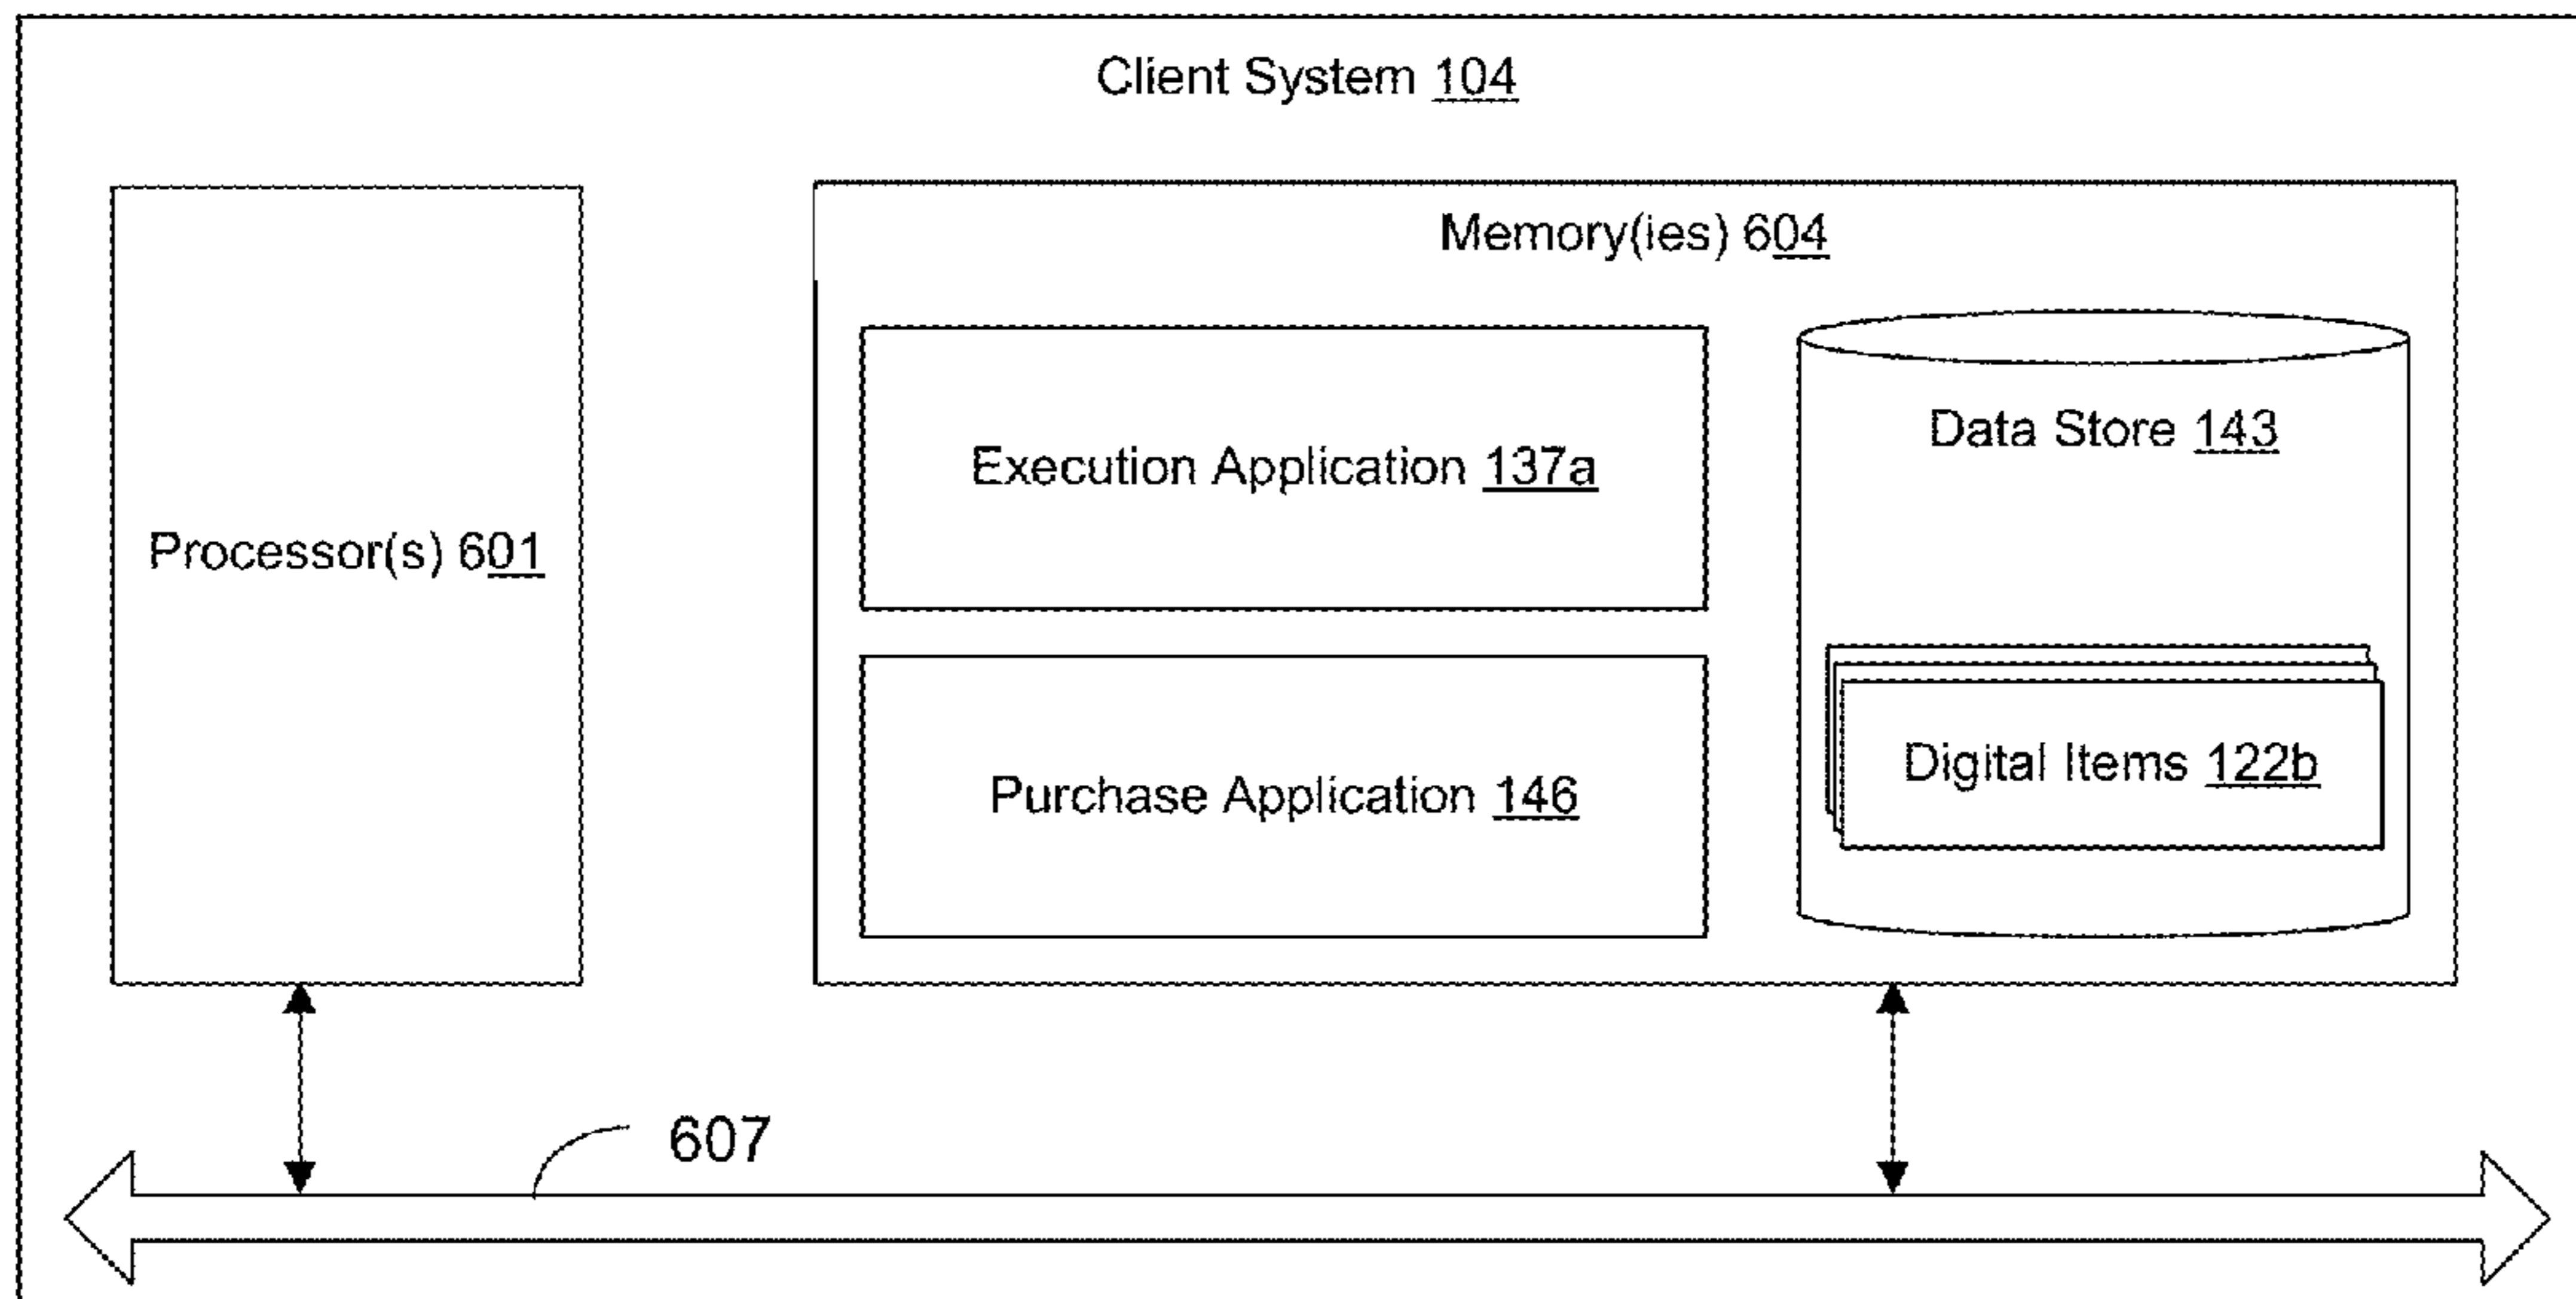 Client System 104
Memory(ies) 604
Execution Application 137a
Data Store 143
Processor(s) 601
Digital Items 122b
Purchase Application 146
607